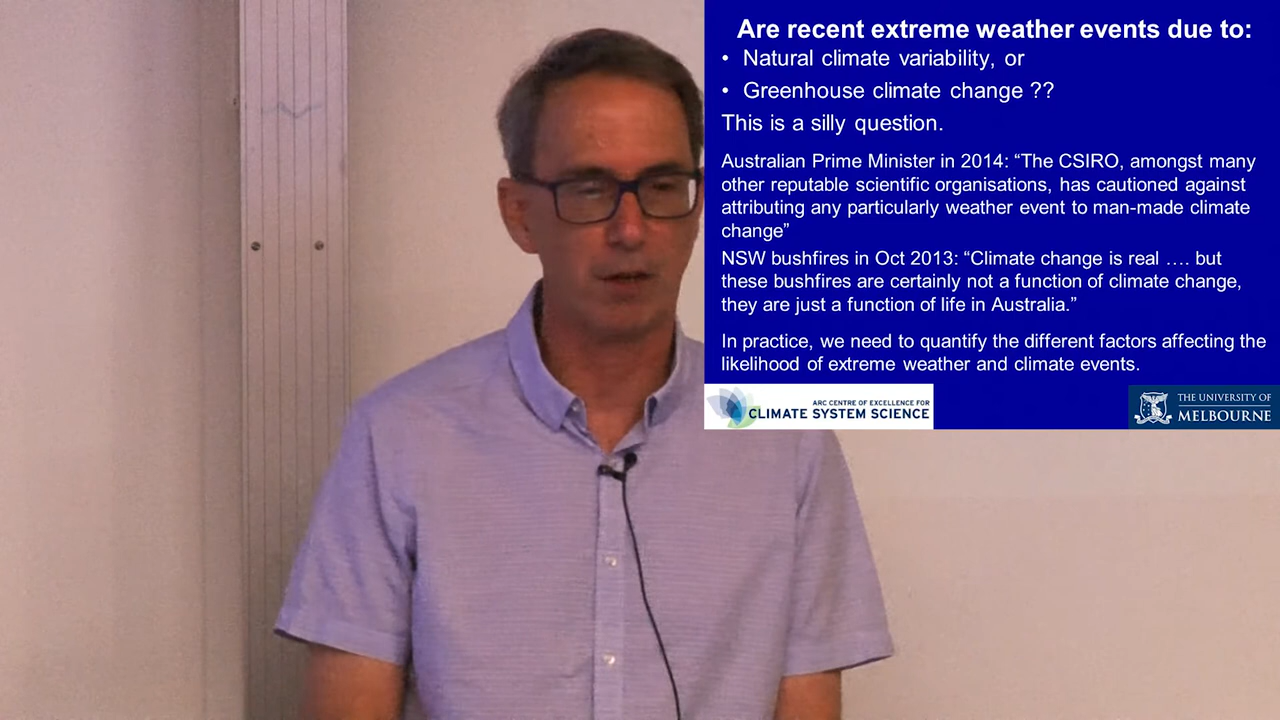 Are recent extreme weather events due to:
• Natural climate variability, or
• Greenhouse climate change ??
This is a silly question.
Australian Prime Minister in 2014: “The CSIRO, amongst many
other reputable scientific organisations, has cautioned against
attributing any particularly weather event to man-made climate
change”
NSW bushfires in Oct 2013: “Climate change is real …. but
these bushfires are certainly not a function of climate change,
they are just a function of life in Australia.”
In practice, we need to quantify the different factors affecting the
likelihood of extreme weather and climate events.
ARC CENTRE OF EXCELLENCE FOR
CLIMATE SYSTEM SCIENCE
THE UNIVERSITY OF
MELBOURNE